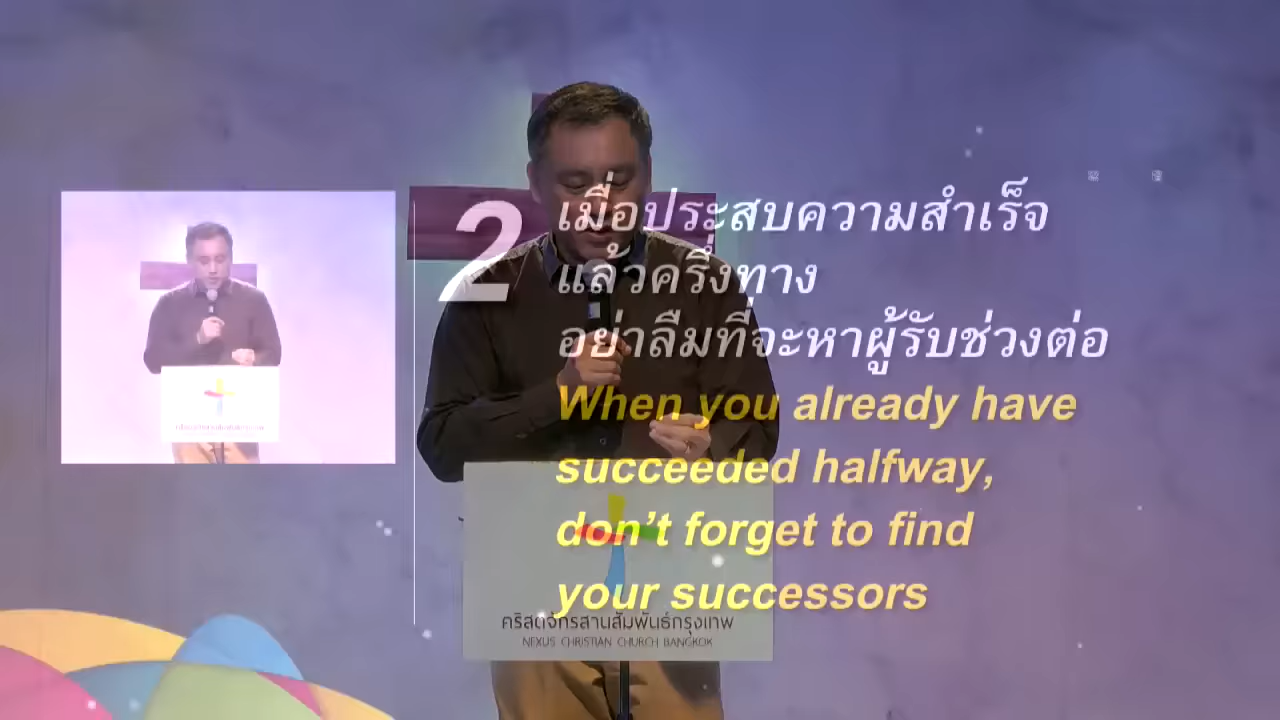 2
เมื่อประสบความสำเร็จ
แล้วครึ่งทาง
อย่าลืมที่จะหาผู้รับช่วงต่อ
When you already have
succeeded halfway,
don't forget to find
your successors
คริสตจักรสานสัมพันธ์กรุงเทพ
NEXUS CHRISTIAN CHURCH BANGKOK